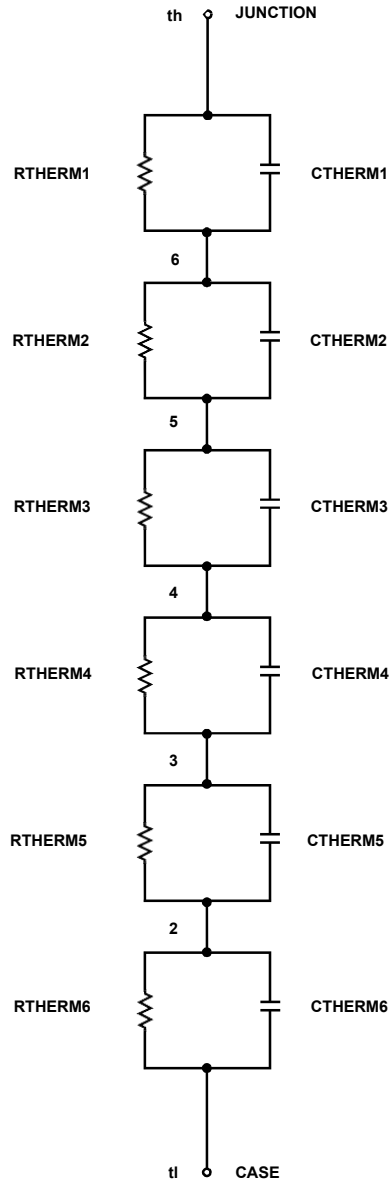 th JUNCTION
RTHERM1 CTHERM1
6
RTHERM2 CTHERM2
5
RTHERM3 CTHERM3
4
RTHERM4 CTHERM4
3
RTHERM5 CTHERM5
2
RTHERM6 CTHERM6
tl CASE